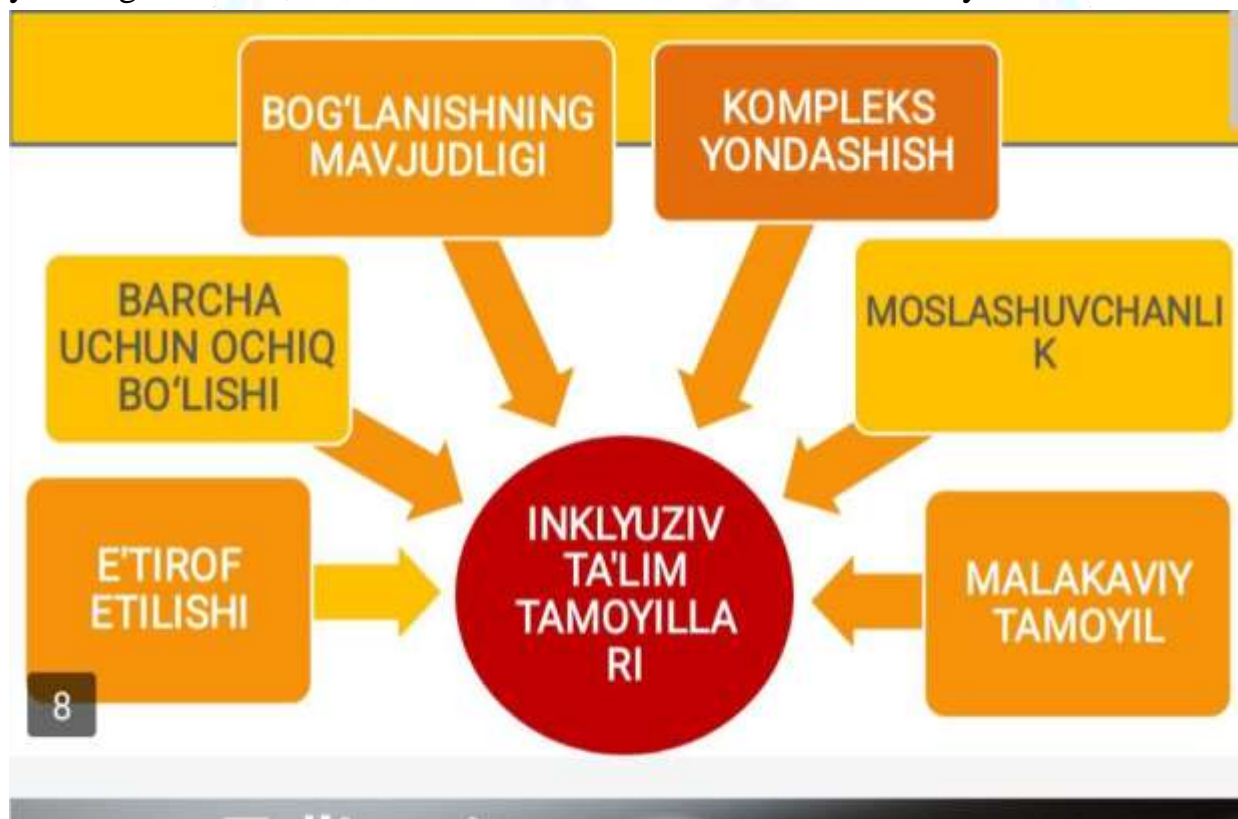 BOG‘LANISHNING
MAVJUDLIGI
KOMPLEKS
YONDASHISH
BARCHA
UCHUN OCHIQ
BO‘LISHI
MOSLASHUVCHANLI
K
E'TIROF
ETILISHI
INKLYUZIV
TA'LIM
TAMOYILLA
RI
MALAKAVIY
TAMOYIL
8